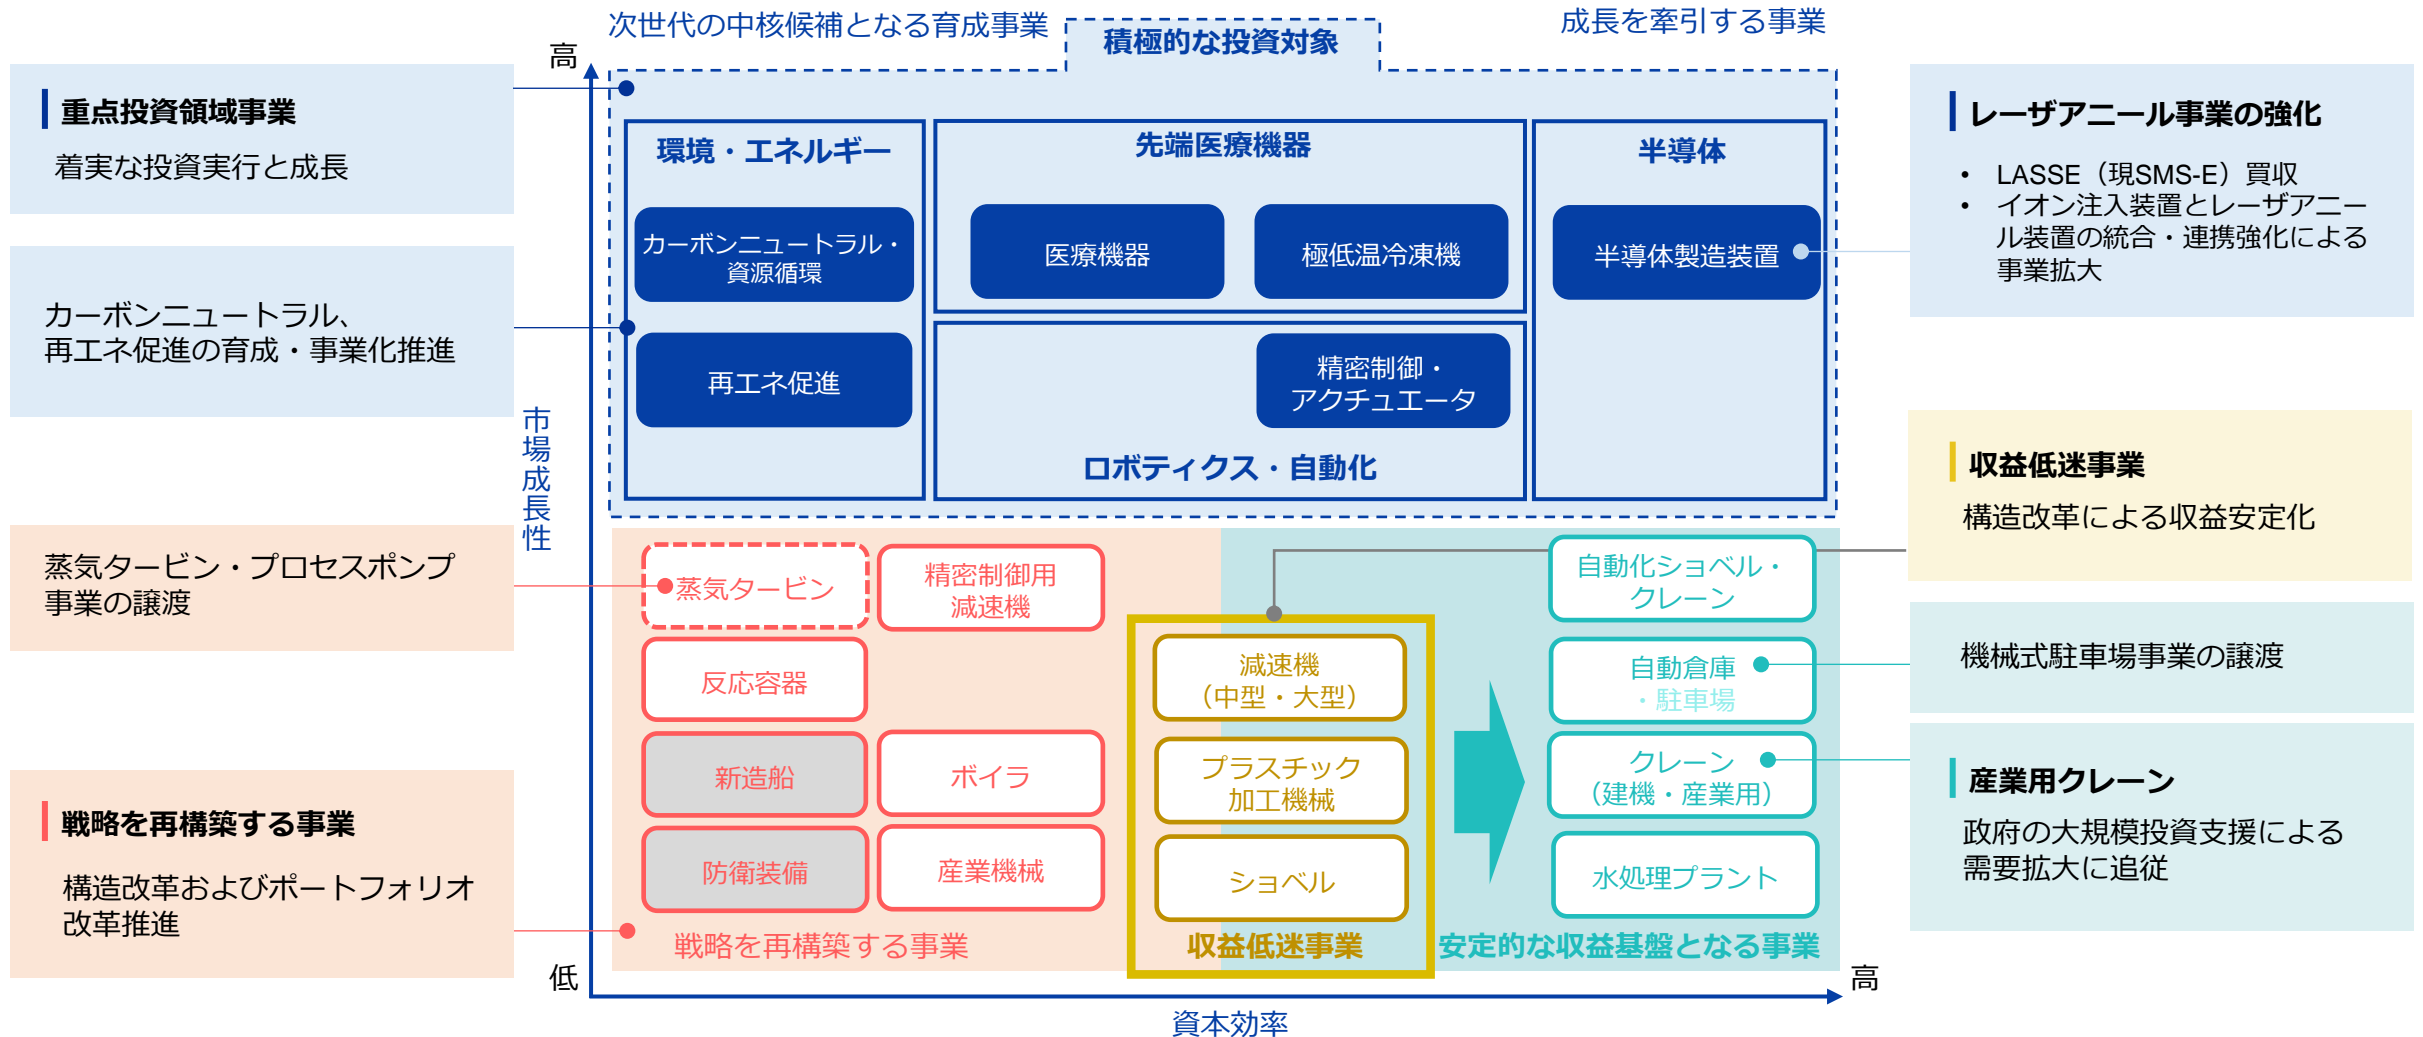 次世代の中核候補となる育成事業
積極的な投資対象
成長を牽引する事業
高
重点投資領域事業
着実な投資実行と成長
カーボンニュートラル、
再エネ促進の育成・事業化推進
蒸気タービン・プロセスポンプ
事業の譲渡
戦略を再構築する事業
構造改革およびポートフォリオ
改革推進
市場成長性
環境・エネルギー
カーボンニュートラル・
資源循環
再エネ促進
先端医療機器
医療機器
極低温冷凍機
精密制御・
アクチュエータ
ロボティクス・自動化
半導体
半導体製造装置
蒸気タービン
精密制御用
減速機
反応容器
新造船
ボイラ
防衛装備
産業機械
戦略を再構築する事業
減速機
（中型・大型）
プラスチック
加工機械
ショベル
収益低迷事業
自動化ショベル・
クレーン
自動倉庫
・駐車場
クレーン
（建機・産業用）
水処理プラント
安定的な収益基盤となる事業
低
高
資本効率
レーザアニール事業の強化
• LASSE（現SMS-E）買収
• イオン注入装置とレーザアニー
ル装置の統合・連携強化による
事業拡大
収益低迷事業
構造改革による収益安定化
機械式駐車場事業の譲渡
産業用クレーン
政府の大規模投資支援による
需要拡大に追従